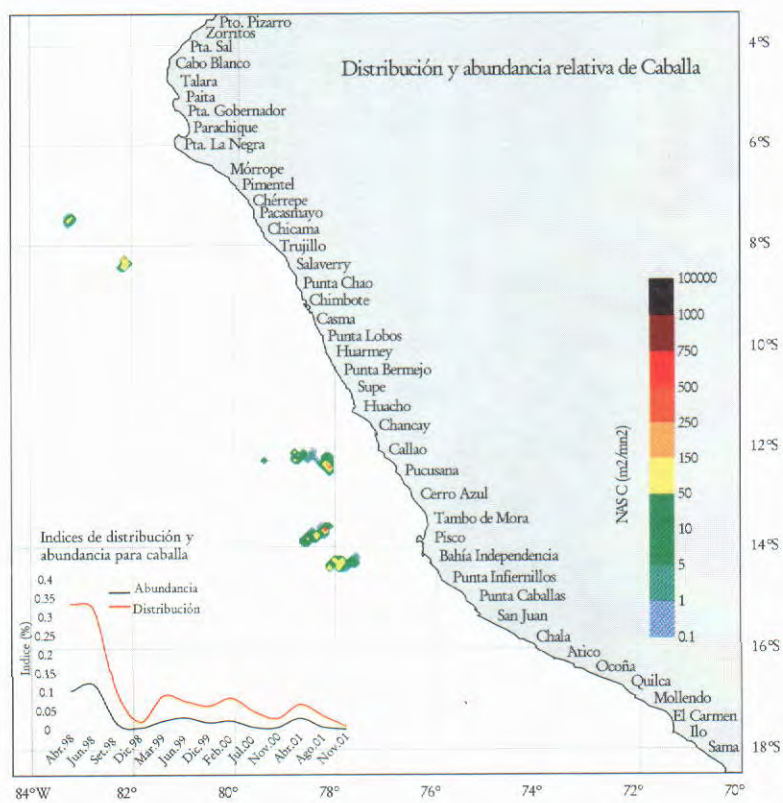 Pto. Pizarro
Zorritos
Pta. Sal
Cabo Blanco
Talara
Paita
Pta. Gobernador
Parachique
Pta. La Negra
Mórrope
Pimentel
Chérrepe
Pacasmayo
Chicama
Trujillo
Salaverry
Punta Chao
Chimbote
Casma
Punta Lobos
Huarmey
Punta Bermejo
Supe
Huacho
Chancay
Callao
Pucusana
Cerro Azul
Tambo de Mora
Pisco
Bahía Independencia
Punta Infiernillos
Punta Caballas
San Juan
Chala
Atico
Ocoña
Quilca
Mollendo
El Carmen
Ilo
Sama
Distribución y abundancia relativa de Caballa
4°S
6°S
8°S
10°S
12°S
14°S
16°S
18°S
NASC (m2/mn2)
100000
1000
750
500
250
150
50
10
5
1
0.1
Indices de distribución y
abundancia para caballa
Abundancia
Distribución
Indice (%)
0.4
0.35
0.3
0.25
0.2
0.15
0.1
0.05
0
Abr.98
Jun.98
Set.98
Dic.98
Mar.99
Jun.99
Dic.99
Feb.00
Jul.00
Nov.00
Abr.01
Ago.01
Nov.01
84°W
82°
80°
78°
76°
74°
72°
70°